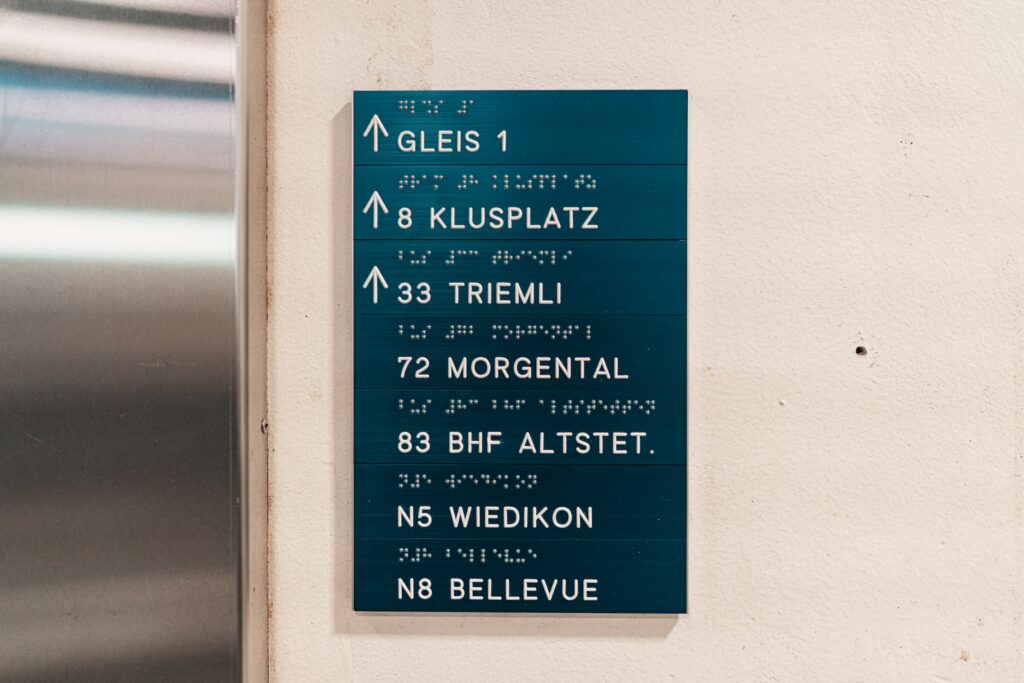 ↑ GLEIS 1
↑ 8 KLUSPLATZ
↑ 33 TRIEMLI
72 MORGENTAL
83 BHF ALTSTET.
N5 WIEDIKON
N8 BELLEVUE